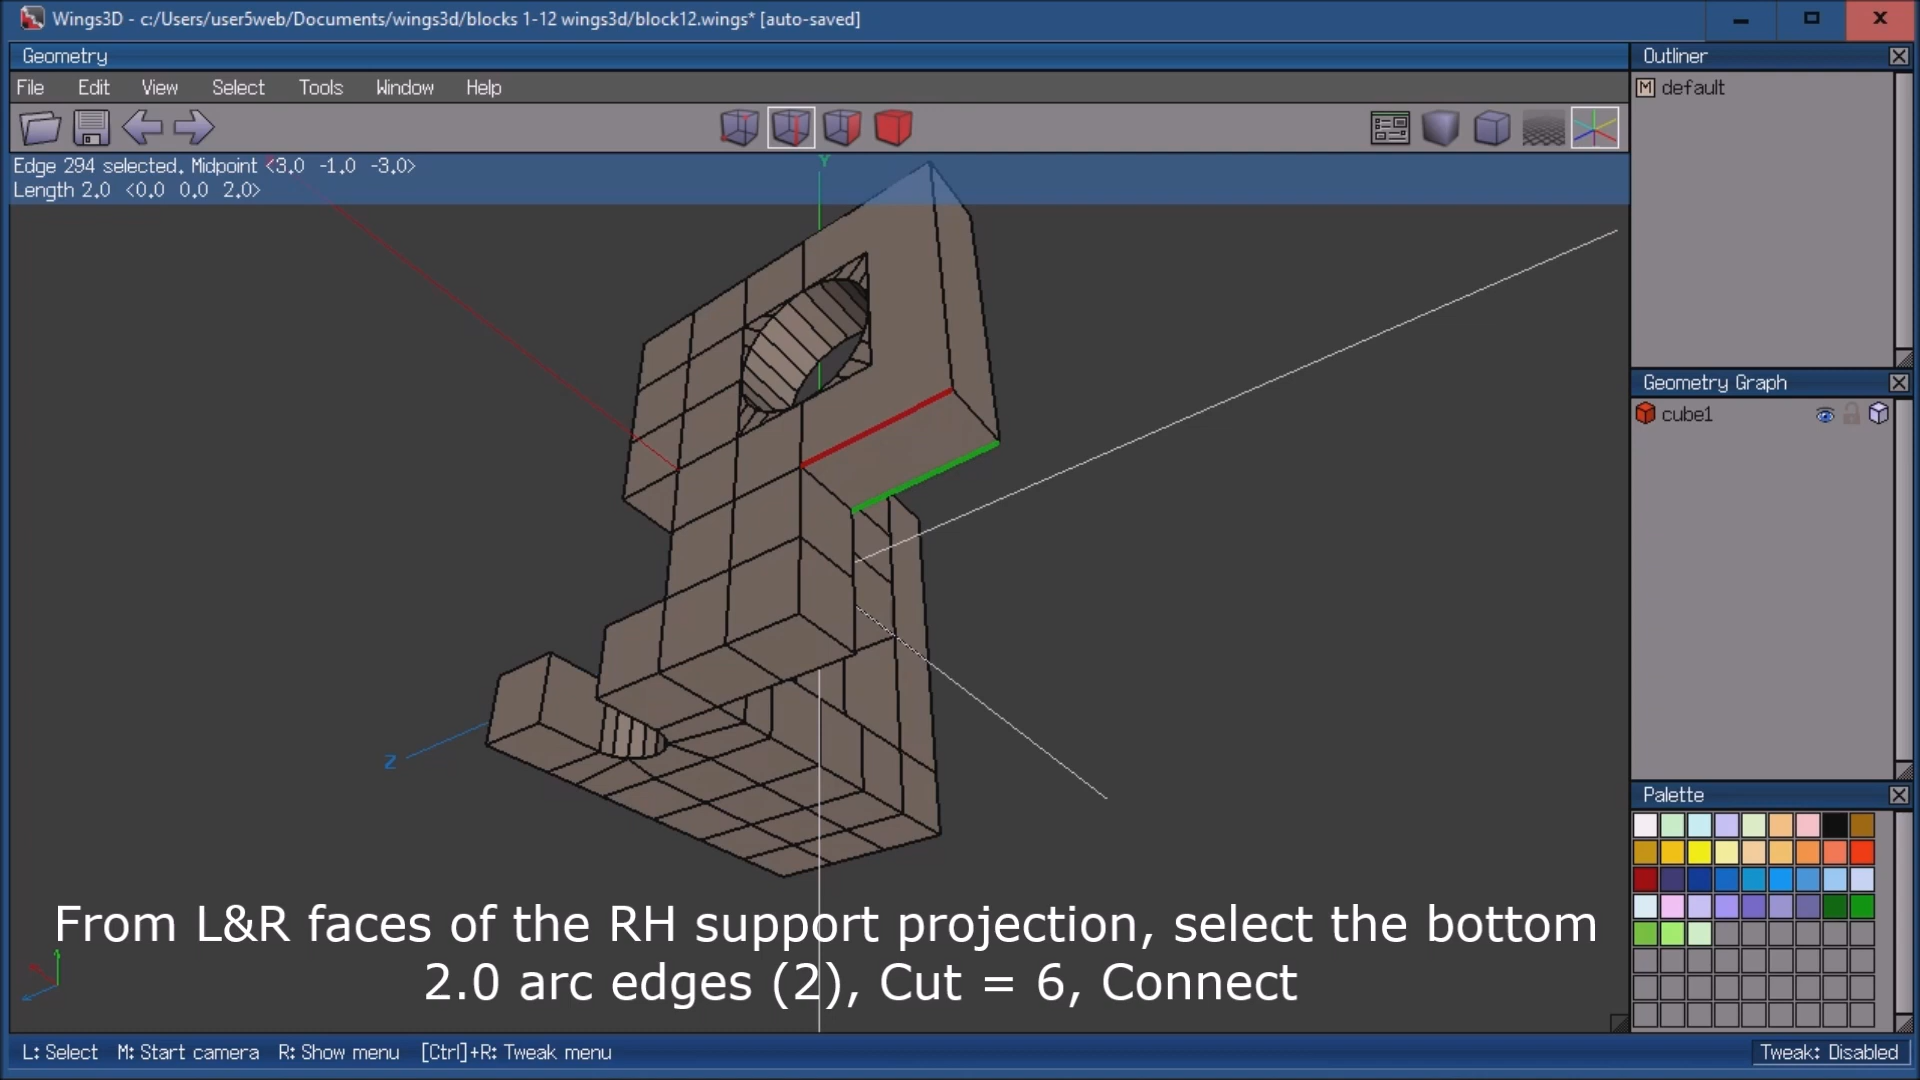 Wings3D - c:/Users/user5web/Documents/wings3d/blocks 1-12 wings3d/block12.wings* [auto-saved]
Geometry
File Edit View Select Tools Window Help
Edge 294 selected. Midpoint <3.0 -1.0 -3.0>
Length 2.0 <0.0 0.0 2.0>
Y
Z
Outliner
M default
Geometry Graph
cube1
Palette
From L&R faces of the RH support projection, select the bottom
2.0 arc edges (2), Cut = 6, Connect
L: Select M: Start camera R: Show menu [Ctrl]+R: Tweak menu
Tweak: Disabled